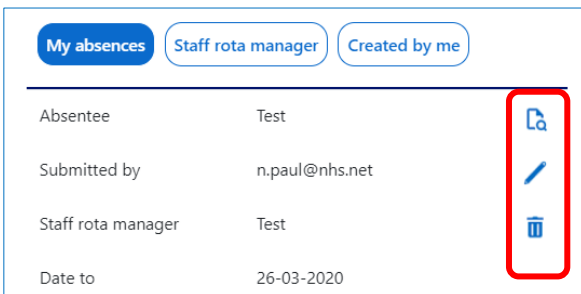 My absences Staff rota manager Created by me
Absentee Test
Submitted by n.paul@nhs.net
Staff rota manager Test
Date to 26-03-2020